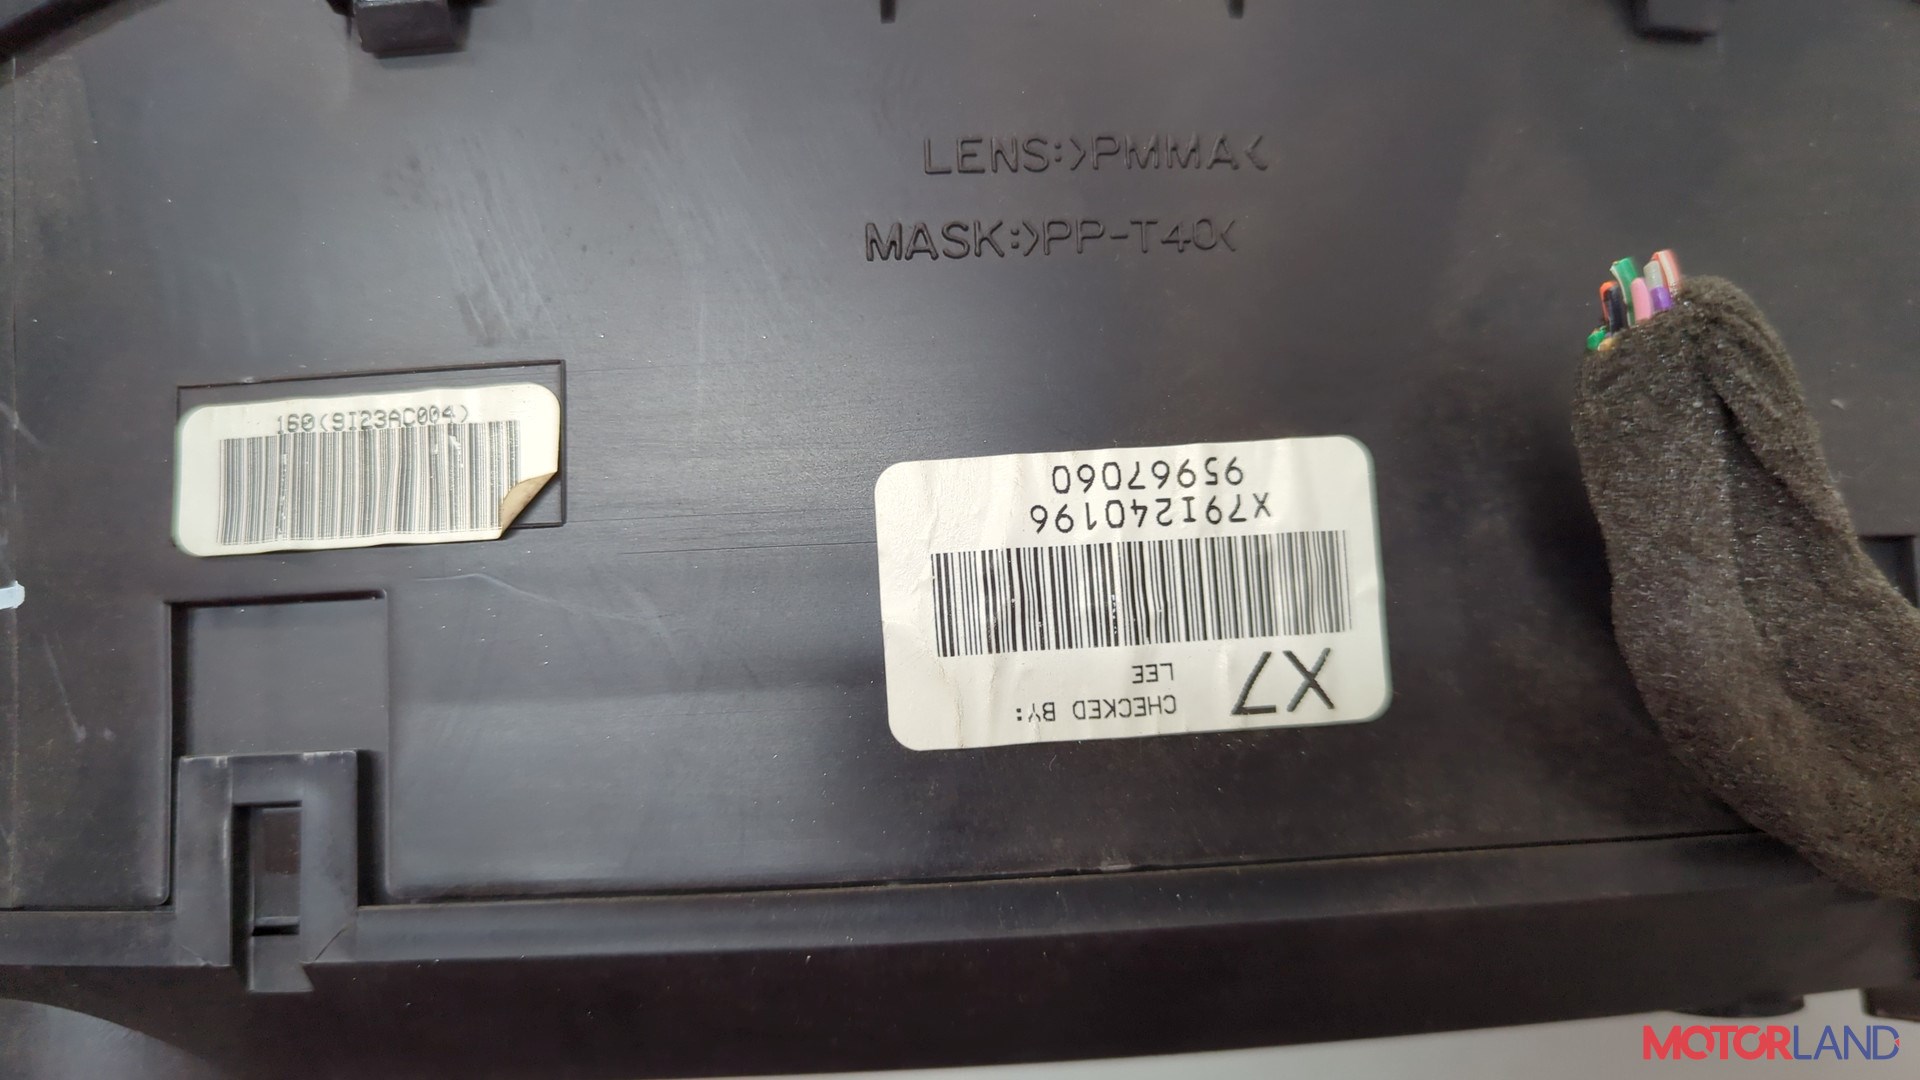 LENS:>PMMA<
MASK:>PP-T40<
160(9I23AC004)
95967060
X79I240196
X7
LEE
CHECKED BY:
MOTORLAND